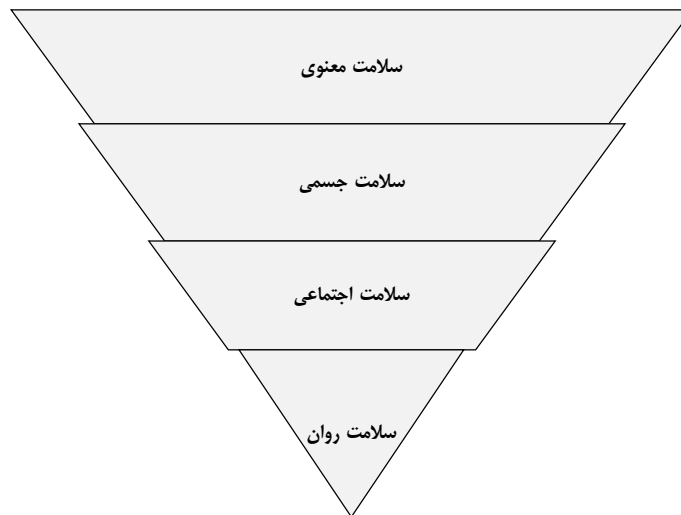 سلامت معنوی
سلامت جسمی
سلامت اجتماعی
سلامت روان